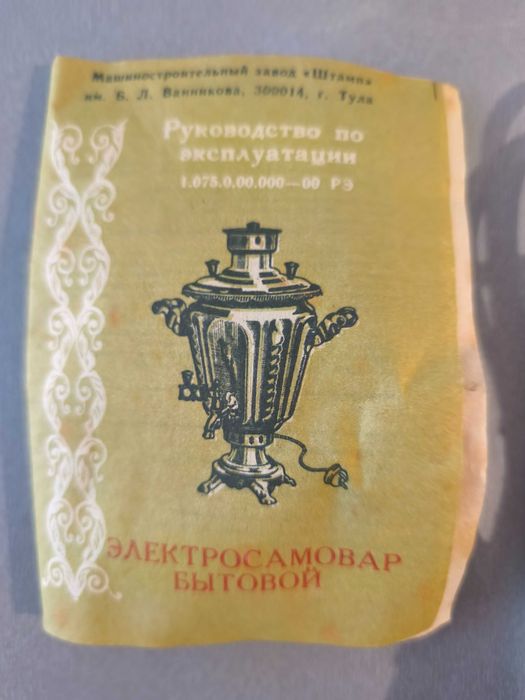 Машиностроительный завод «Штамп»
им. Б. Л. Ванникова, 300014, г. Тула
Руководство по
эксплуатации
1.075.0.00.000—00 РЭ
ЭЛЕКТРОСАМОВАР
БЫТОВОЙ